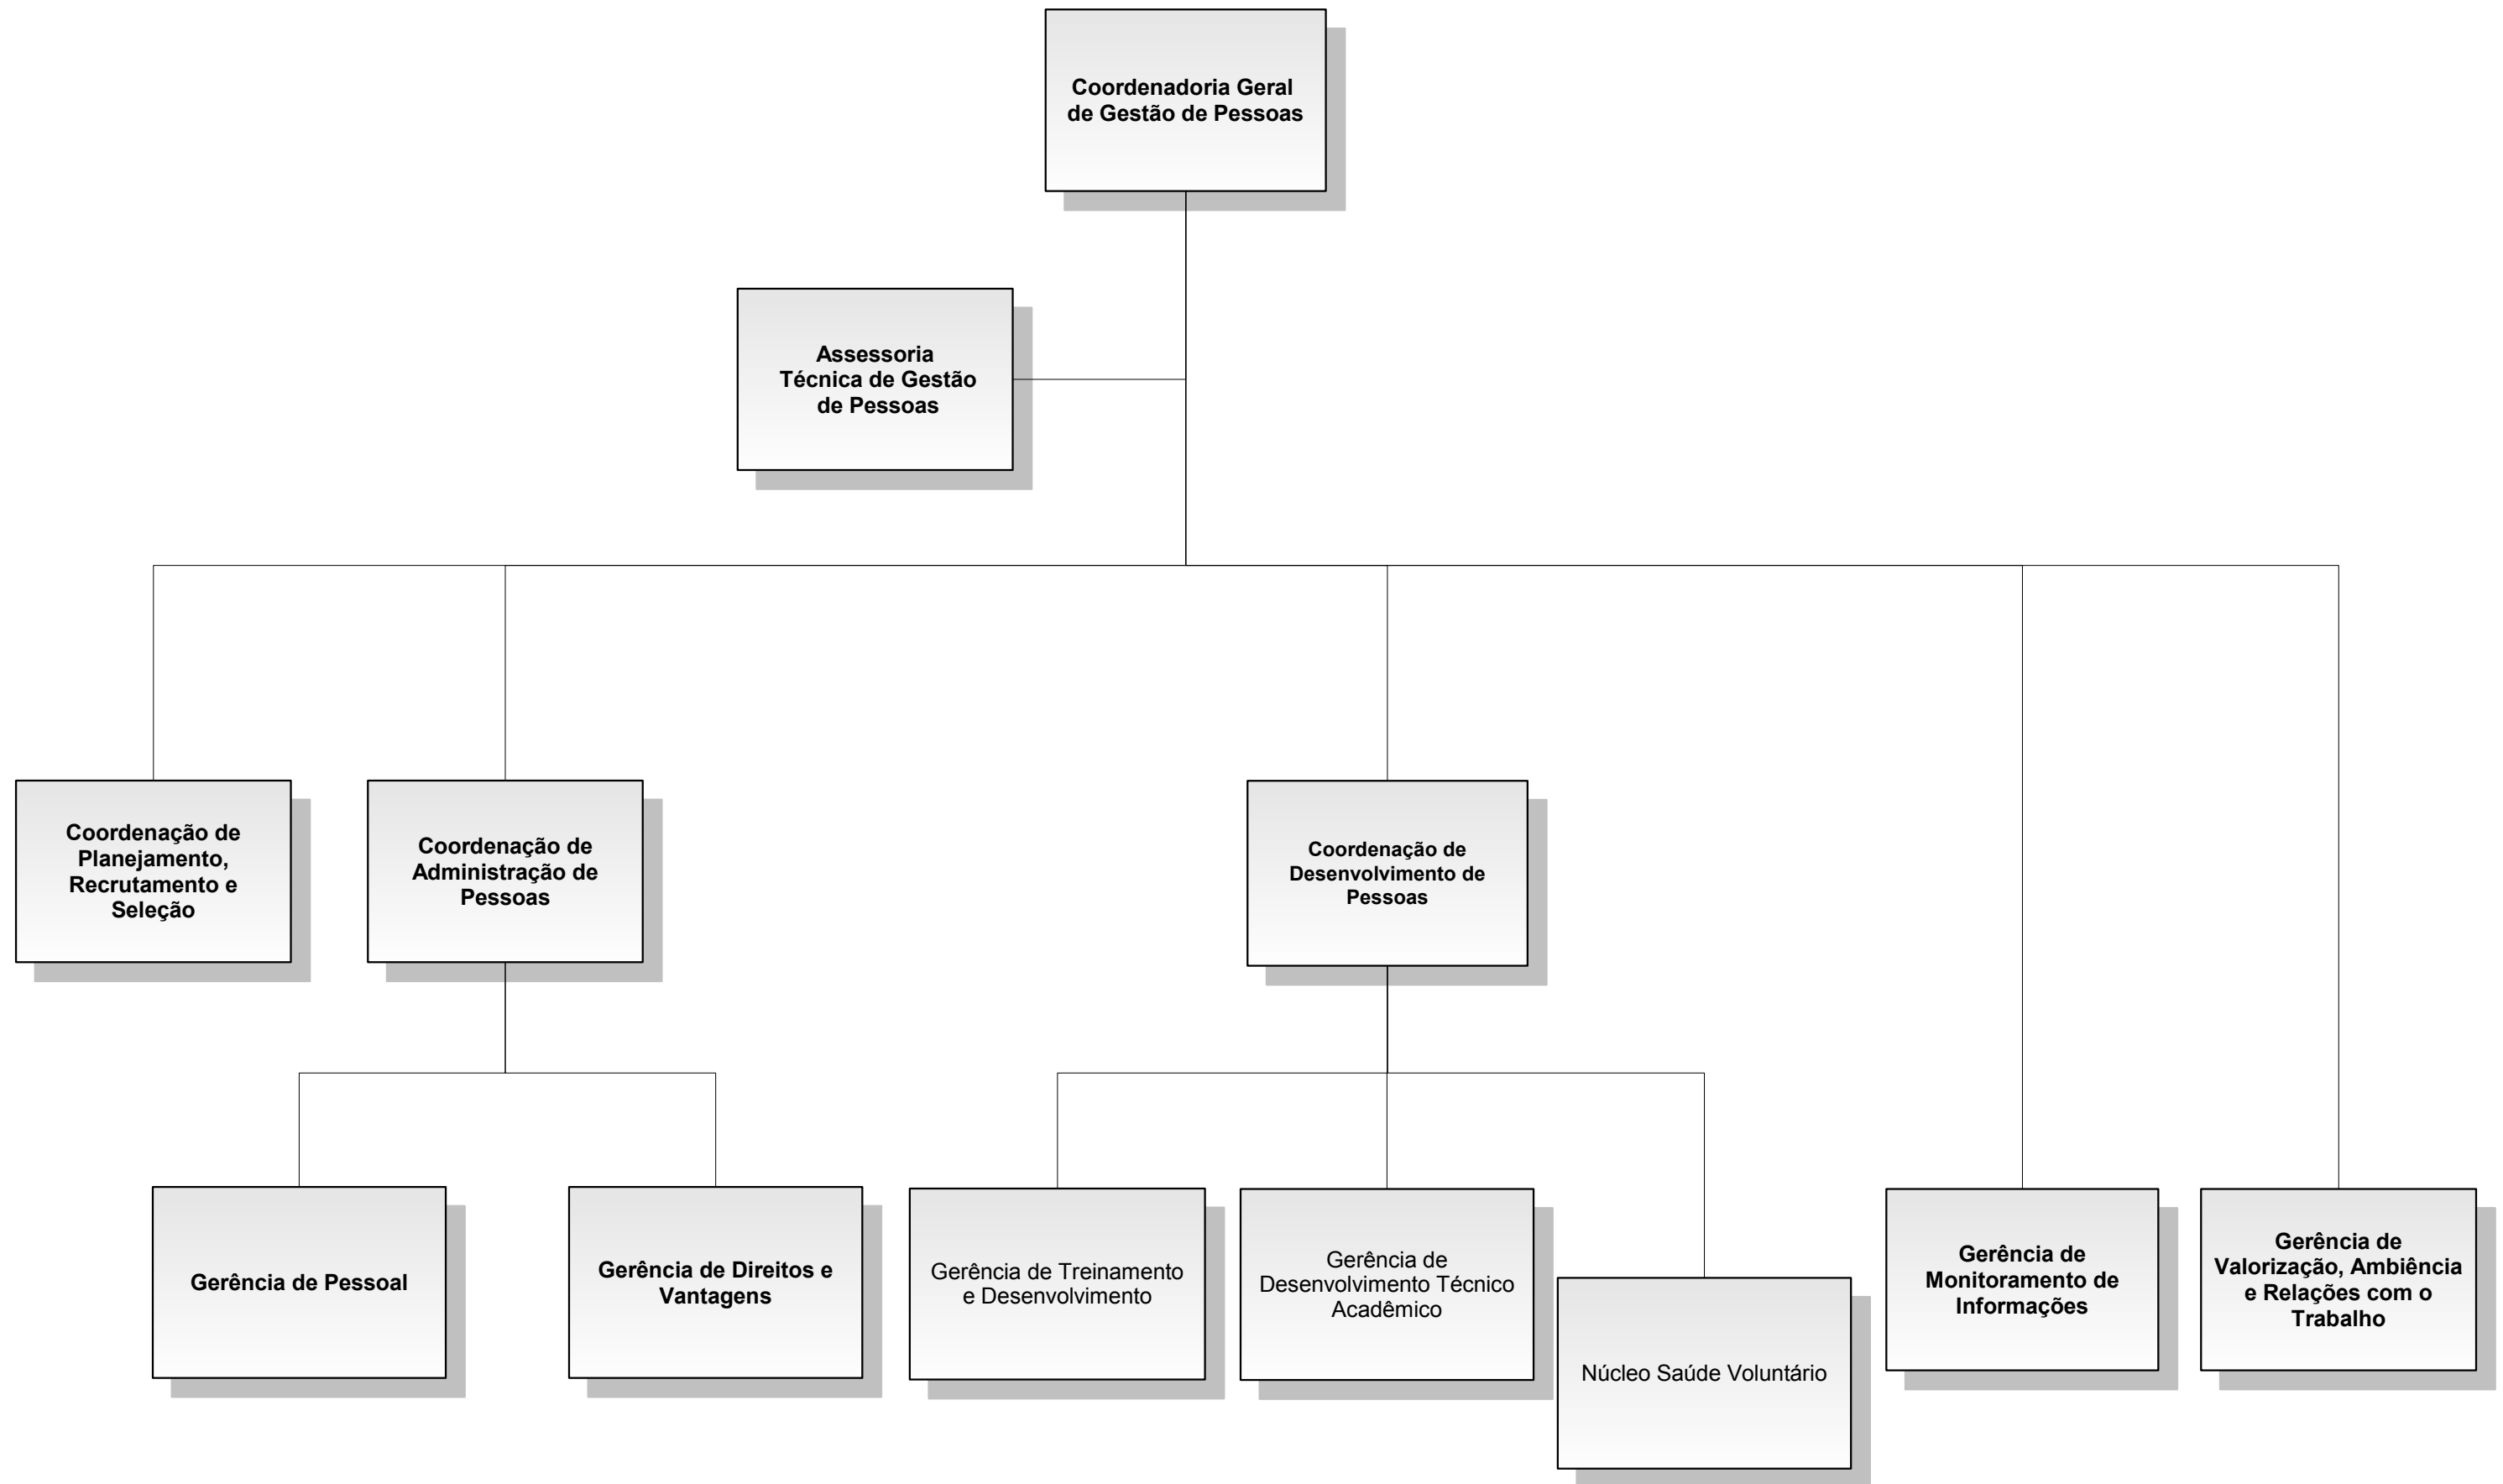 Coordenadoria Geral
de Gestão de Pessoas
Assessoria
Técnica de Gestão
de Pessoas
Coordenação de
Planejamento,
Recrutamento e
Seleção
Coordenação de
Administração de
Pessoas
Coordenação de
Desenvolvimento de
Pessoas
Gerência de Pessoal
Gerência de Direitos e
Vantagens
Gerência de Treinamento
e Desenvolvimento
Gerência de
Desenvolvimento Técnico
Acadêmico
Núcleo Saúde Voluntário
Gerência de
Monitoramento de
Informações
Gerência de
Valorização, Ambiência
e Relações com o
Trabalho